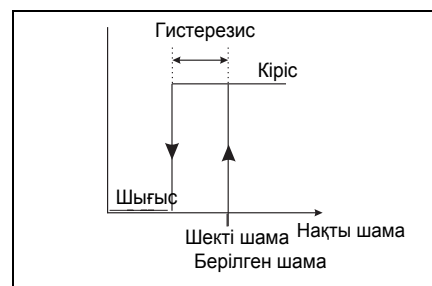 Гистерезис
Кіріс
Шығыс
Нақты шама
Шекті шама
Берілген шама